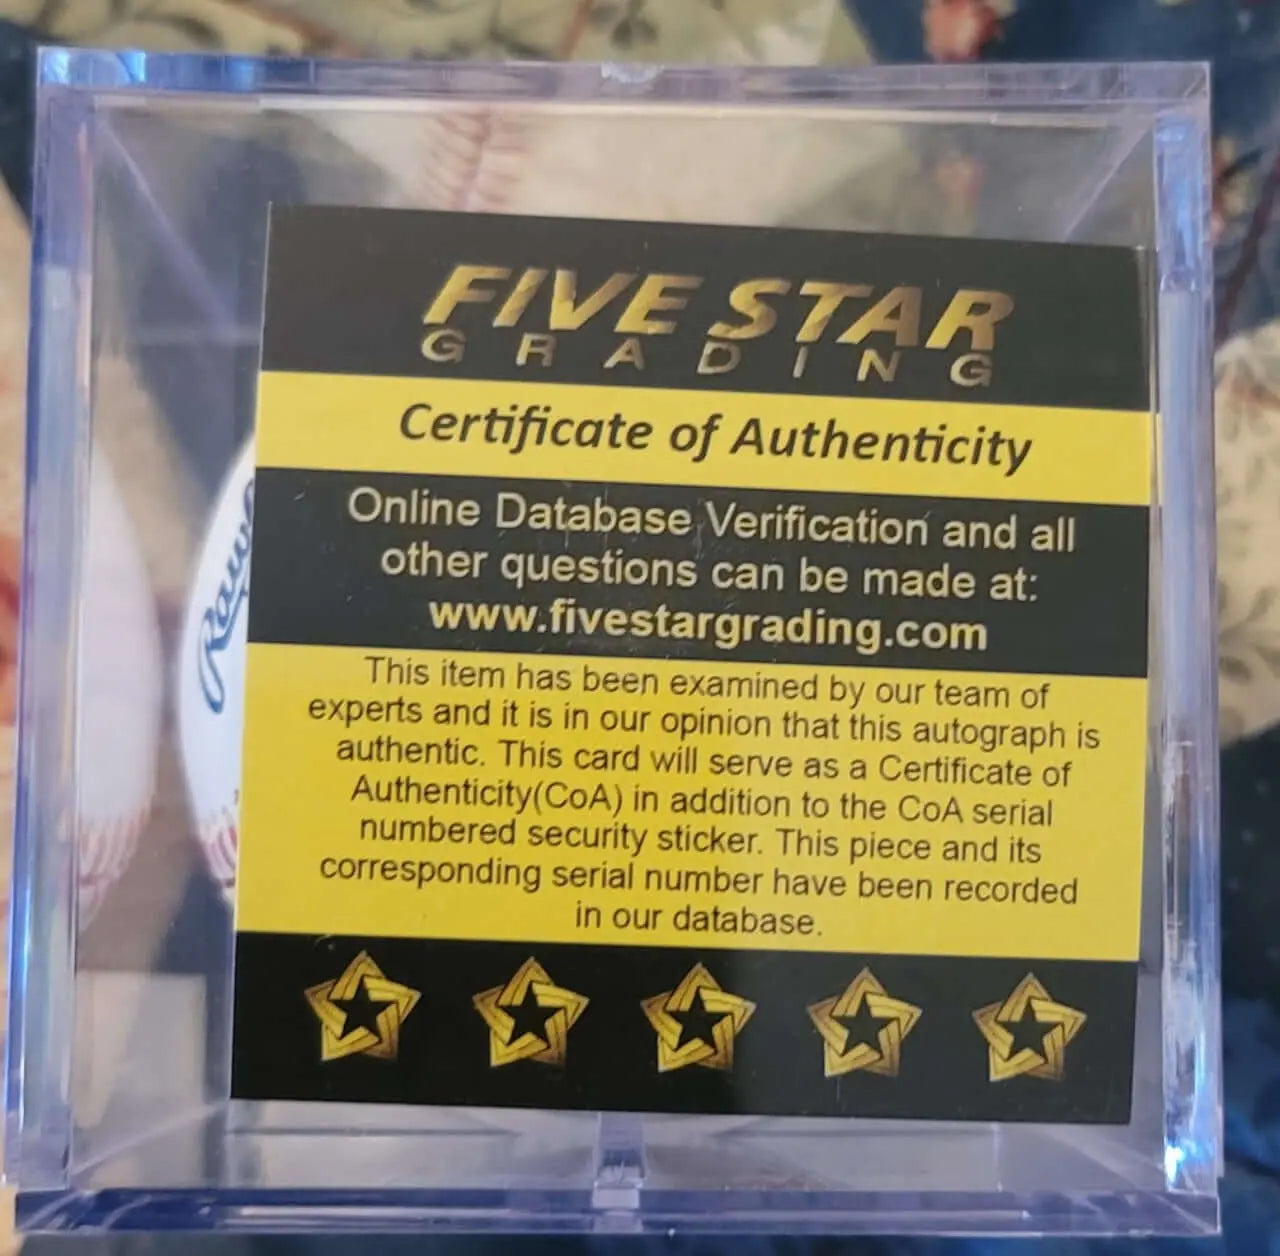 FIVE STAR
GRADING
Certificate of Authenticity
Online Database Verification and all
other questions can be made at:
www.fivestargrading.com
This item has been examined by our team of
experts and it is in our opinion that this autograph is
authentic. This card will serve as a Certificate of
Authenticity(CoA) in addition to the CoA serial
numbered security sticker. This piece and its
corresponding serial number have been recorded
in our database.